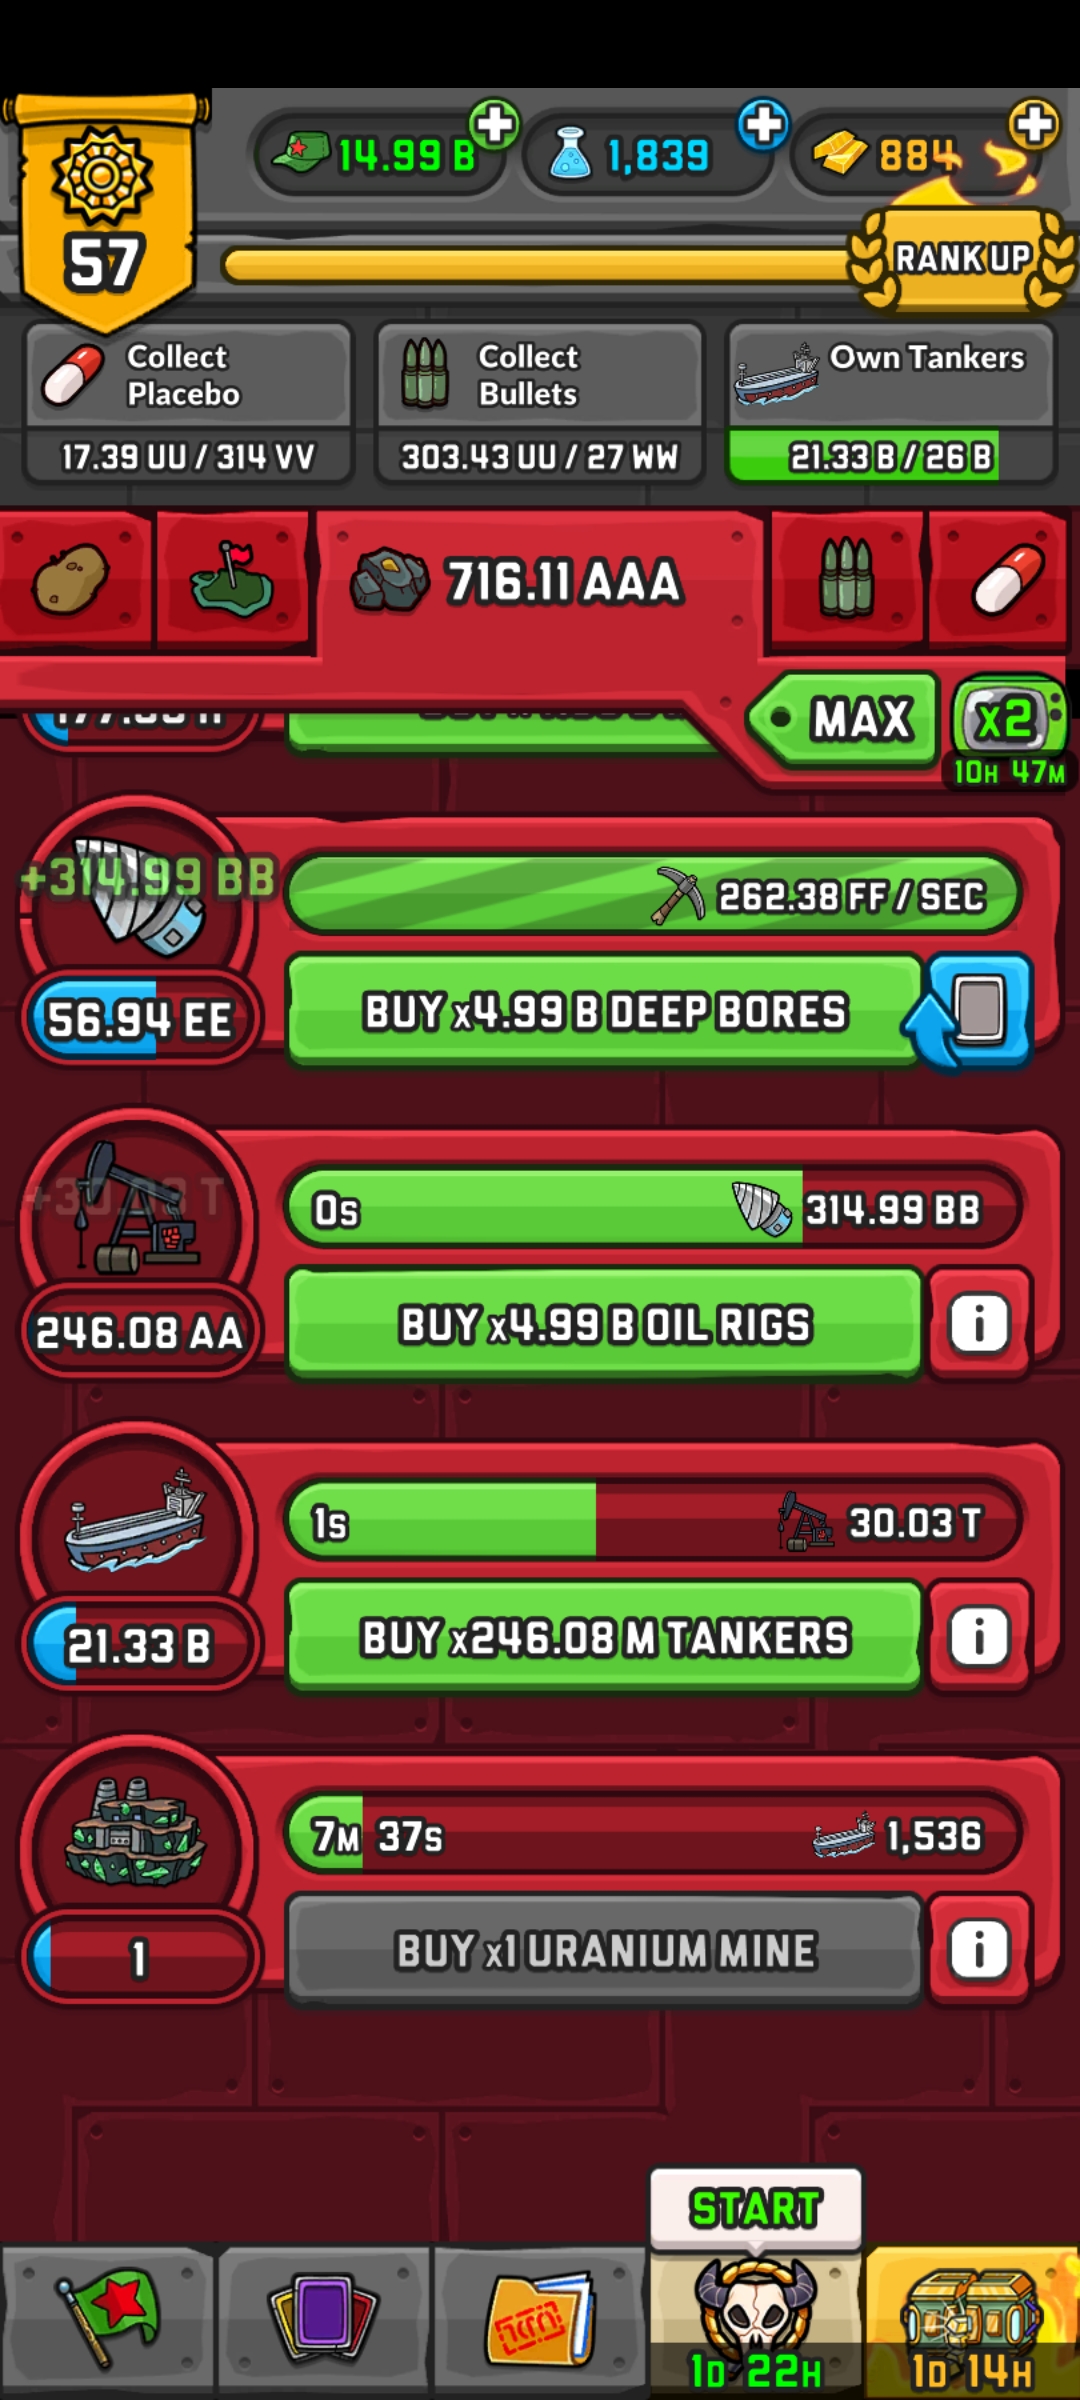 14.99 B
1,839
884
57
RANK UP
Collect
Placebo
17.39 UU / 314 VV
Collect
Bullets
303.43 UU / 27 WW
Own Tankers
21.33 B / 26 B
716.11 AAA
MAX
x2
10H 47M
+314.99 BB
262.38 FF / SEC
56.94 EE
BUY x4.99 B DEEP BORES
+30.03 T
0s
314.99 BB
246.08 AA
BUY x4.99 B OIL RIGS
i
1s
30.03 T
21.33 B
BUY x246.08 M TANKERS
i
7M 37s
1,536
1
BUY x1 URANIUM MINE
i
START
1D 22H
1D 14H